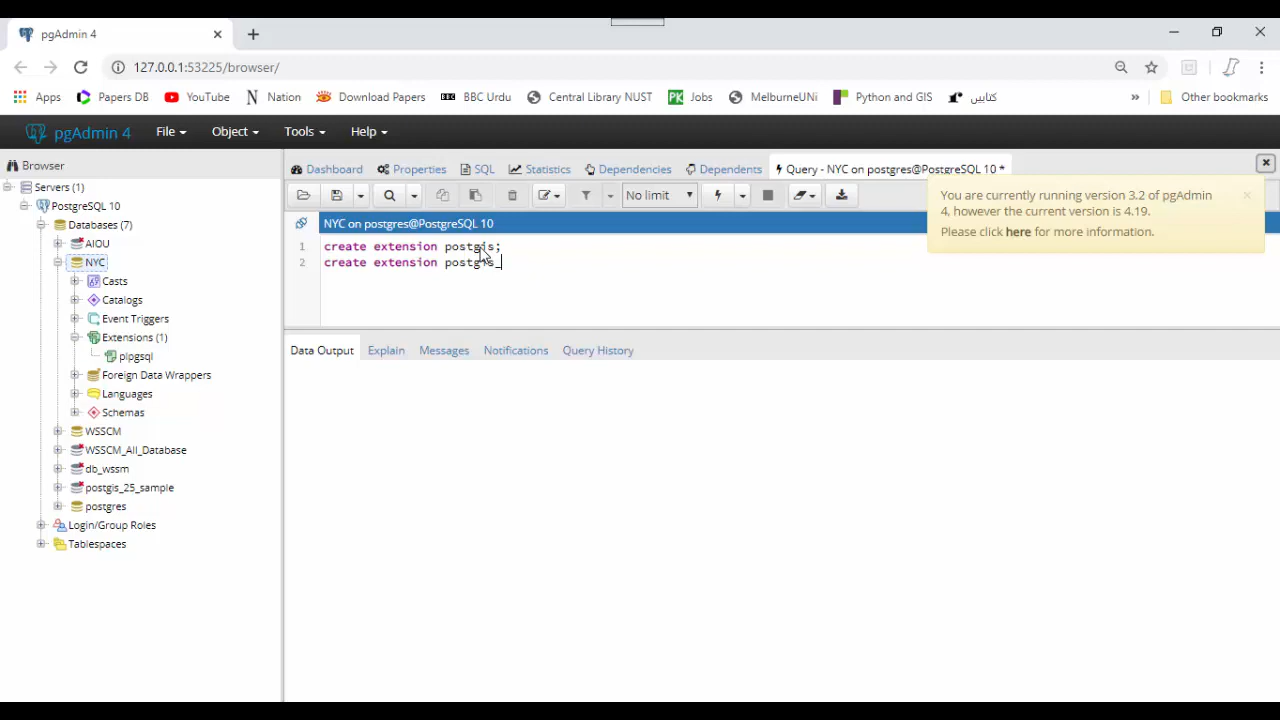 pgAdmin 4
127.0.0.1:53225/browser/
Apps Papers DB YouTube Nation Download Papers BBC Urdu Central Library NUST Jobs MelburneUNi Python and GIS کتابیں » Other bookmarks
pgAdmin 4 File Object Tools Help
Browser
Dashboard Properties SQL Statistics Dependencies Dependents Query - NYC on postgres@PostgreSQL 10 *
Servers (1)
PostgreSQL 10
Databases (7)
AIOU
NYC
Casts
Catalogs
Event Triggers
Extensions (1)
plpgsql
Foreign Data Wrappers
Languages
Schemas
WSSCM
WSSCM_All_Database
db_wssm
postgis_25_sample
postgres
Login/Group Roles
Tablespaces
No limit
You are currently running version 3.2 of pgAdmin
4, however the current version is 4.19.
Please click here for more information.
NYC on postgres@PostgreSQL 10
1 create extension postgis;
2 create extension postgis_
Data Output Explain Messages Notifications Query History